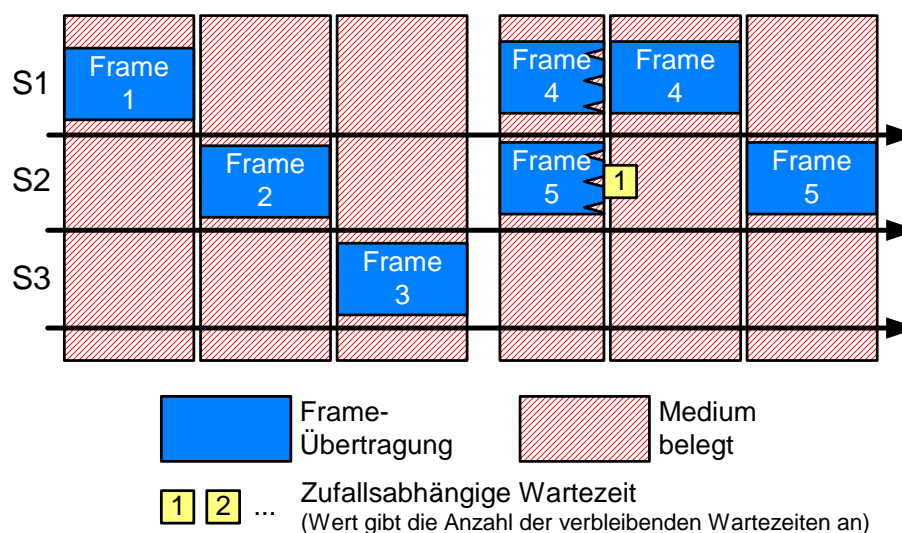 S1
Frame
1
Frame
4
Frame
4
S2
Frame
2
Frame
5
1
Frame
5
S3
Frame
3
Frame-
Übertragung
Medium
belegt
1 2 ... Zufallsabhängige Wartezeit
(Wert gibt die Anzahl der verbleibenden Wartezeiten an)